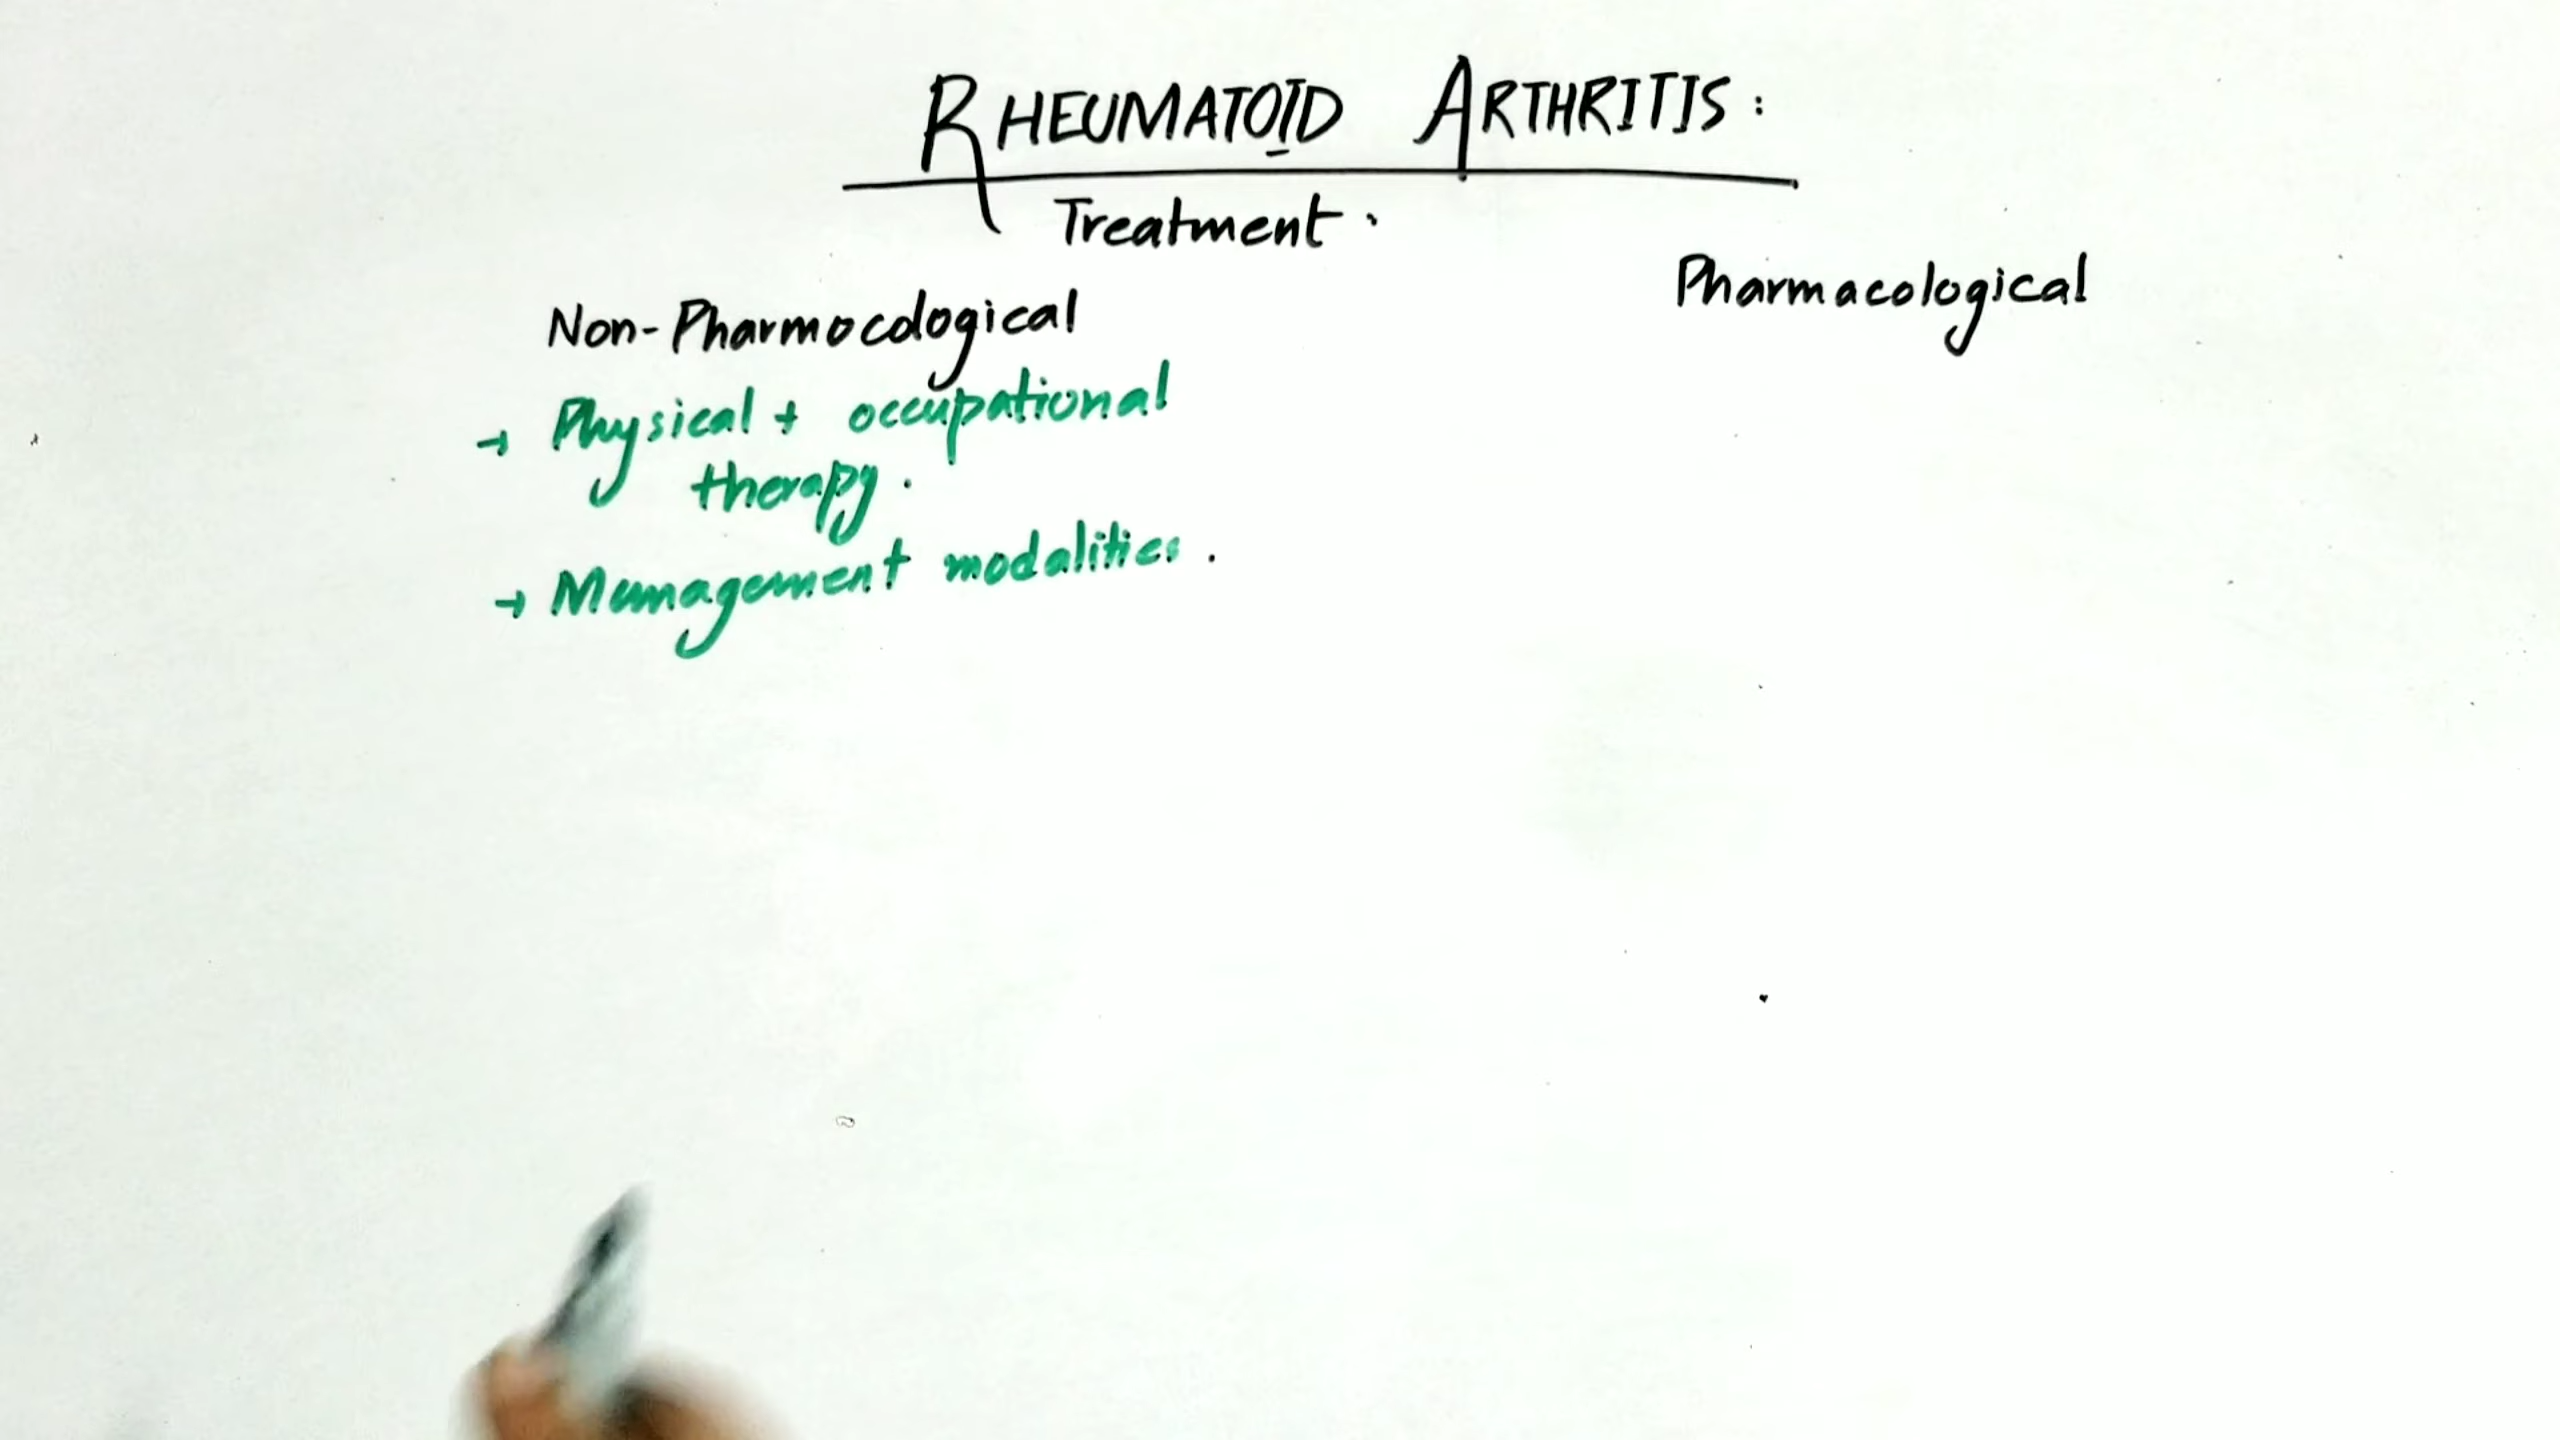 RHEUMATOID ARTHRITIS:
Treatment.
Non-Pharmocological
Pharmacological
→ Physical + occupational
therapy.
→ Management modalities.